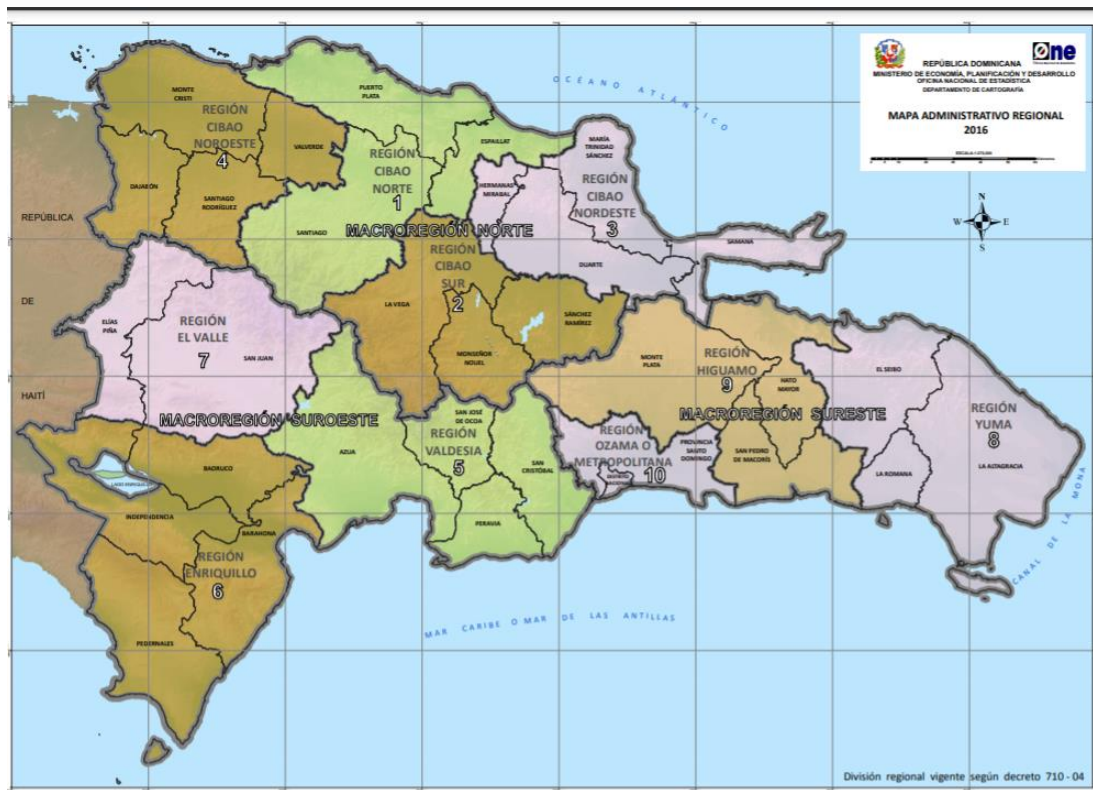 One
REPÚBLICA DOMINICANA
MINISTERIO DE ECONOMÍA, PLANIFICACIÓN Y DESARROLLO
OFICINA NACIONAL DE ESTADÍSTICA
DEPARTAMENTO DE CARTOGRAFÍA
MAPA ADMINISTRATIVO REGIONAL
2016
OCÉANO ATLÁNTICO
MONTE
CRISTI
REGIÓN
CIBAO
NOROESTE
4
VALVERDE
DAJABÓN
SANTIAGO
RODRÍGUEZ
PUERTO
PLATA
ESPAILLAT
REGIÓN
CIBAO
NORTE
1
SANTIAGO
MACROREGIÓN NORTE
MARÍA
TRINIDAD
SÁNCHEZ
HERMANAS
MIRABAL
REGIÓN
CIBAO
NORDESTE
3
DUARTE
SAMANÁ
N
W
E
S
REPÚBLICA
DE
HAITÍ
REGIÓN
CIBAO
SUR
2
LA VEGA
SÁNCHEZ
RAMÍREZ
MONSEÑOR
NOUEL
ELÍAS
PIÑA
REGIÓN
EL VALLE
7
SAN JUAN
MACROREGIÓN SUROESTE
MONTE
PLATA
REGIÓN
HIGUAMO
9
HATO
MAYOR
MACROREGIÓN SURESTE
SAN PEDRO
DE MACORÍS
EL SEIBO
REGIÓN
YUMA
8
LA ROMANA
LA ALTAGRACIA
AZUA
SAN JOSÉ
DE OCOA
REGIÓN
VALDESIA
5
SAN
CRISTÓBAL
PERAVIA
REGIÓN
OZAMA O
METROPOLITANA
10
PROVINCIA
SANTO
DOMINGO
DISTRITO
BAORUCO
INDEPENDENCIA
BARAHONA
REGIÓN
ENRIQUILLO
6
PEDERNALES
CANAL DE LA MONA
MAR CARIBE O MAR DE LAS ANTILLAS
División regional vigente según decreto 710 - 04